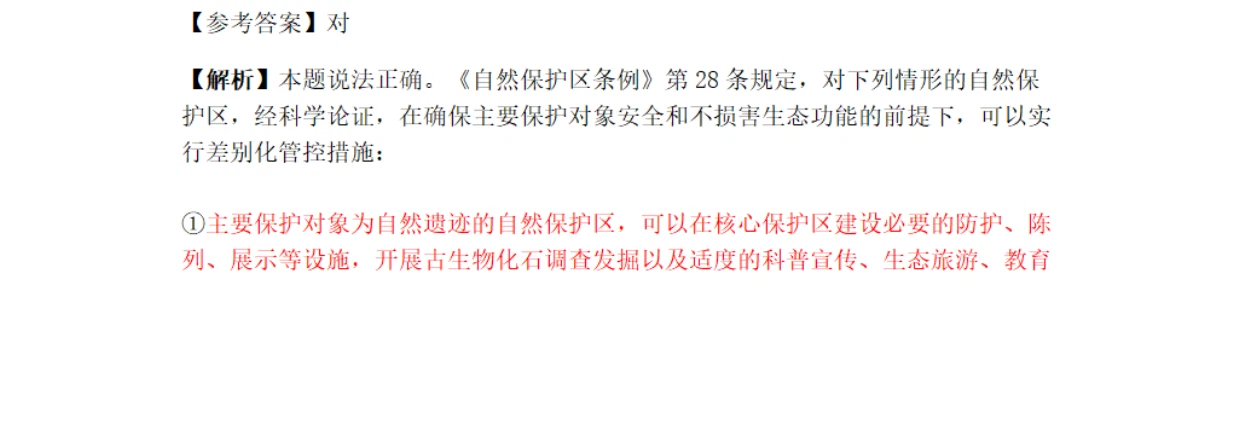 【参考答案】对
【解析】本题说法正确。《自然保护区条例》第 28 条规定，对下列情形的自然保
护区，经科学论证，在确保主要保护对象安全和不损害生态功能的前提下，可以实
行差别化管控措施：
①主要保护对象为自然遗迹的自然保护区，可以在核心保护区建设必要的防护、陈
列、展示等设施，开展古生物化石调查发掘以及适度的科普宣传、生态旅游、教育